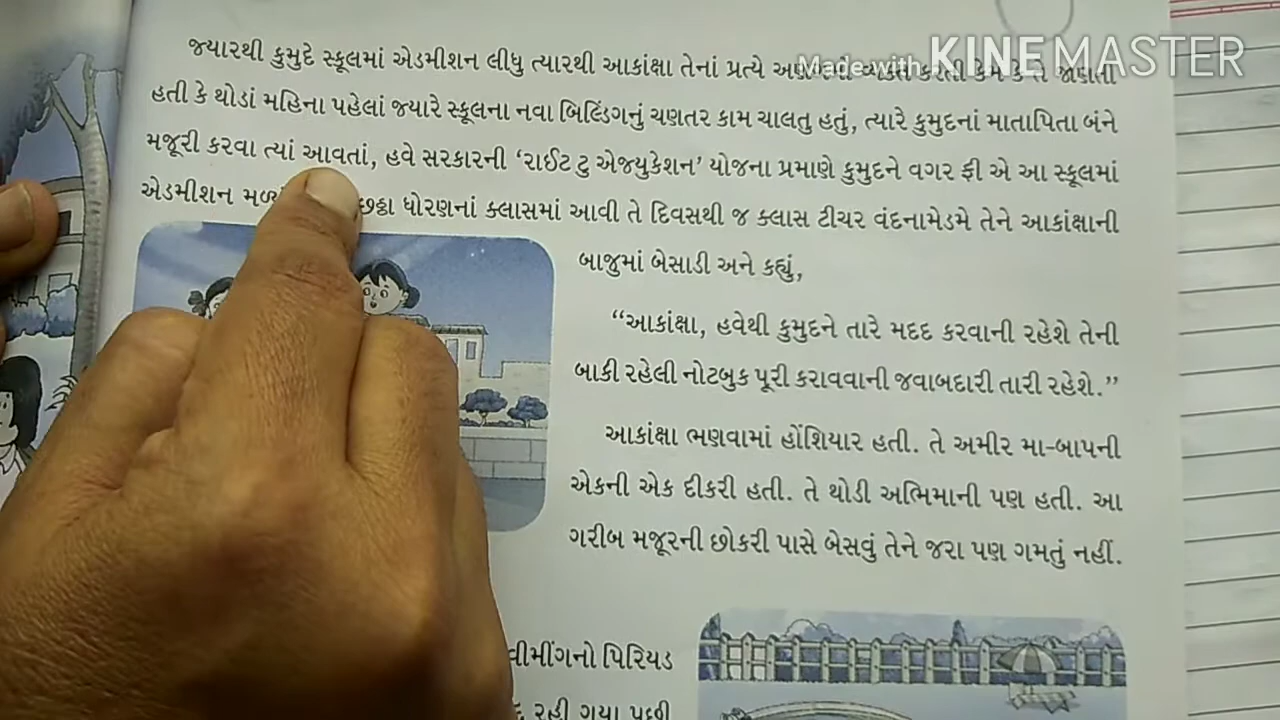 જ્યારથી કુમુદે સ્કૂલમાં એડમીશન લીધુ ત્યારથી આકાંક્ષા તેનાં પ્રત્યે
Made with KINEMASTER
હતી કે થોડાં મહિના પહેલાં જ્યારે સ્કૂલના નવા બિલ્ડિંગનું ચણતર કામ ચાલતુ હતું, ત્યારે કુમુદનાં માતાપિતા બંને
મજૂરી કરવા ત્યાં આવતાં, હવે સરકારની ‘રાઈટ ટુ એજ્યુકેશન’ યોજના પ્રમાણે કુમુદને વગર ફી એ આ સ્કૂલમાં
એડમીશન છઠ્ઠા ધોરણનાં ક્લાસમાં આવી તે દિવસથી જ ક્લાસ ટીચર વંદનામેડમે તેને આકાંક્ષાની
બાજુમાં બેસાડી અને કહ્યું,
“આકાંક્ષા, હવેથી કુમુદને તારે મદદ કરવાની રહેશે તેની
બાકી રહેલી નોટબુક પૂરી કરાવવાની જવાબદારી તારી રહેશે.”
આકાંક્ષા ભણવામાં હોંશિયાર હતી. તે અમીર મા-બાપની
એકની એક દીકરી હતી. તે થોડી અભિમાની પણ હતી. આ
ગરીબ મજૂરની છોકરી પાસે બેસવું તેને જરા પણ ગમતું નહીં.
પિરિયડ
રહી ગયા પછી